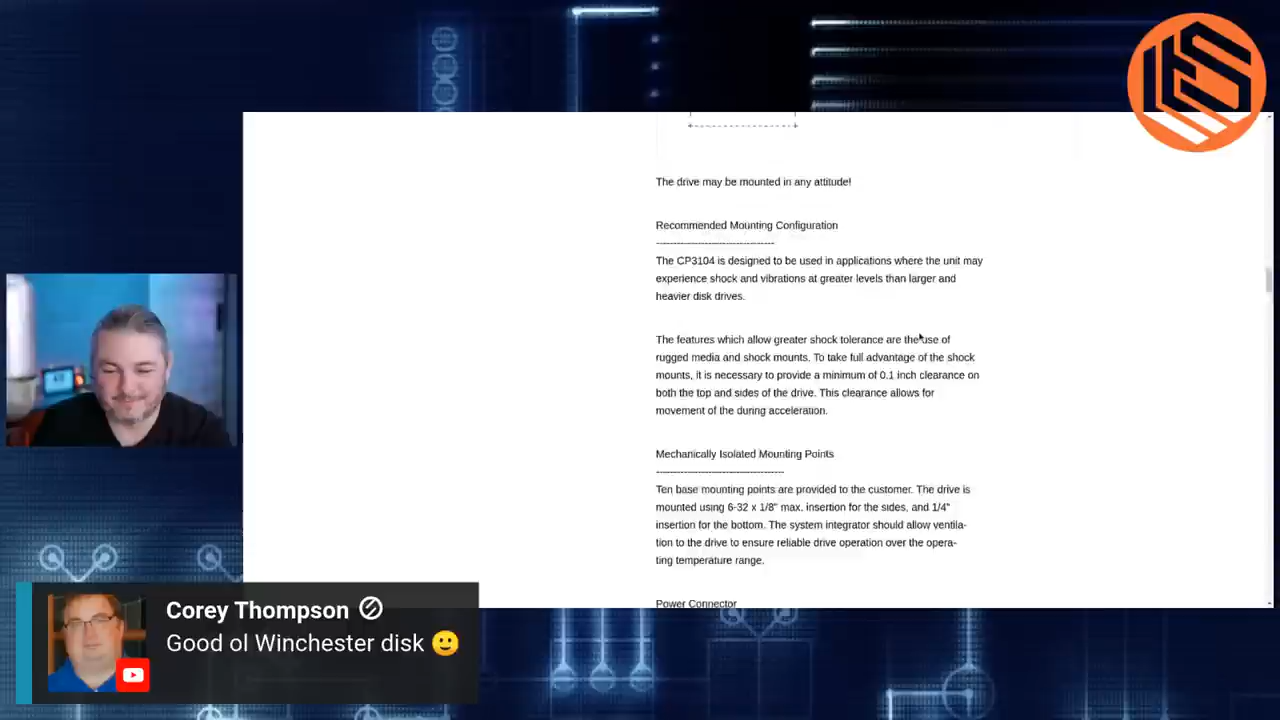 The drive may be mounted in any attitude!
Recommended Mounting Configuration
----------------------------------
The CP3104 is designed to be used in applications where the unit may
experience shock and vibrations at greater levels than larger and
heavier disk drives.
The features which allow greater shock tolerance are the use of
rugged media and shock mounts. To take full advantage of the shock
mounts, it is necessary to provide a minimum of 0.1 inch clearance on
both the top and sides of the drive. This clearance allows for
movement of the during acceleration.
Mechanically Isolated Mounting Points
-------------------------------------
Ten base mounting points are provided to the customer. The drive is
mounted using 6-32 x 1/8" max. insertion for the sides, and 1/4"
insertion for the bottom. The system integrator should allow ventila-
tion to the drive to ensure reliable drive operation over the opera-
ting temperature range.
Power Connector
Corey Thompson
Good ol Winchester disk 🙂